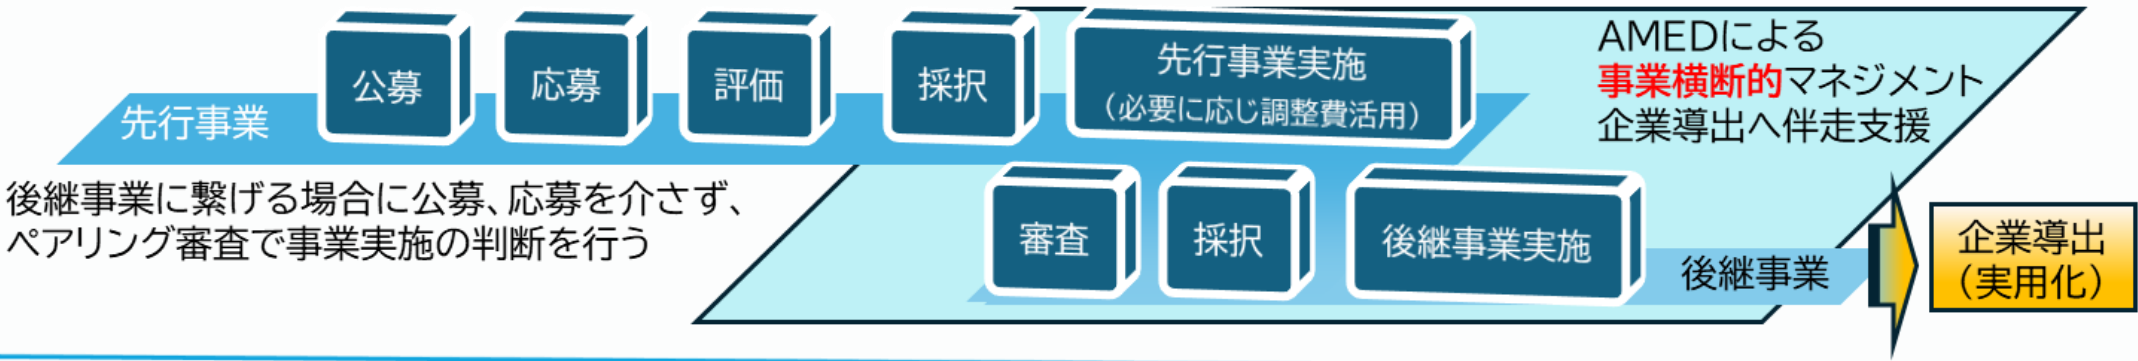 先行事業
公募
応募
評価
採択
先行事業実施
（必要に応じ調整費活用）
AMEDによる
事業横断的マネジメント
企業導出へ伴走支援
後継事業に繋げる場合に公募、応募を介さず、
ペアリング審査で事業実施の判断を行う
審査
採択
後継事業実施
後継事業
企業導出
（実用化）